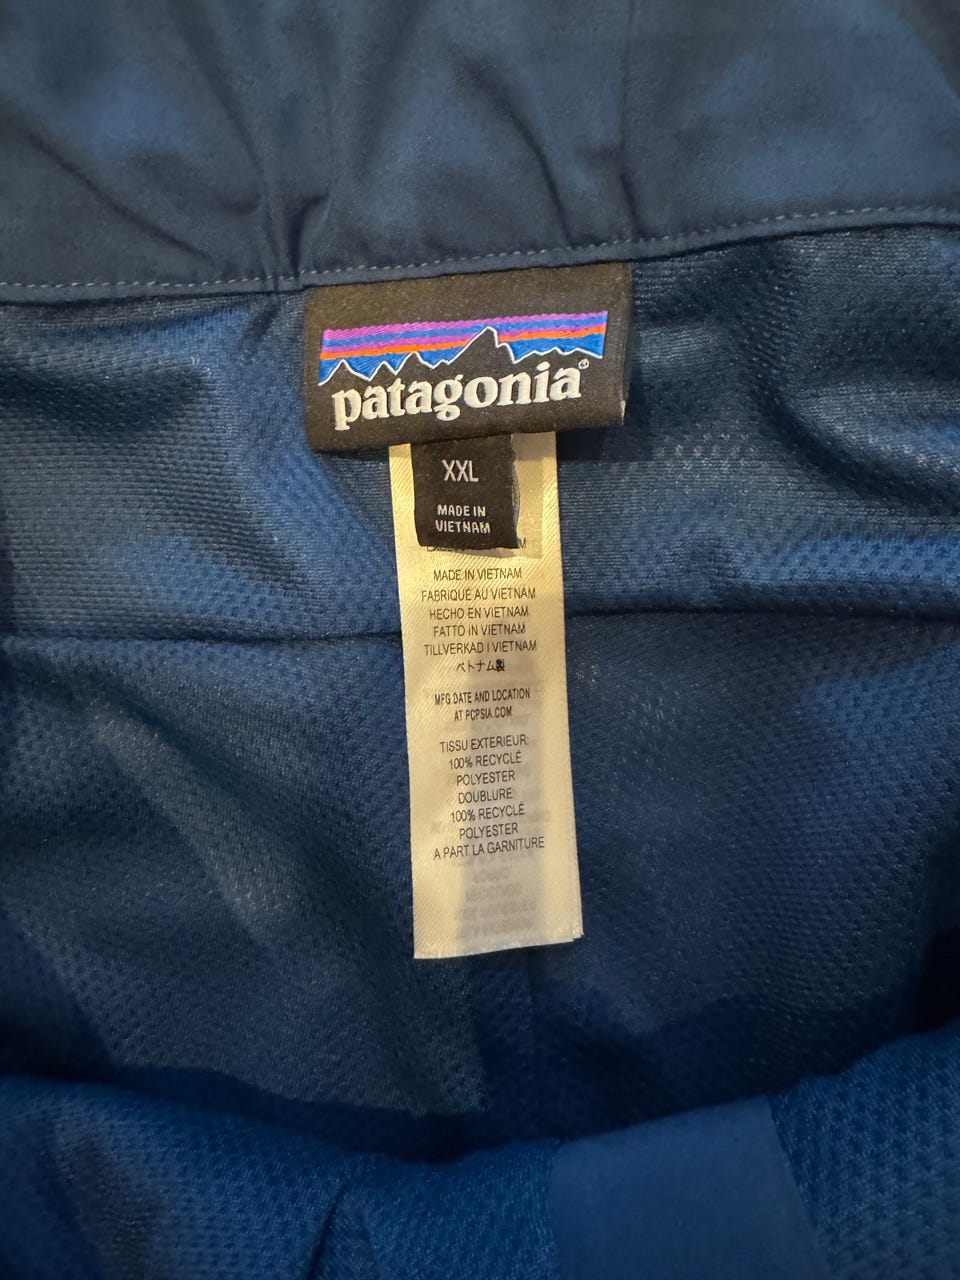 patagonia®
XXL
MADE IN
VIETNAM
MADE IN VIETNAM
FABRIQUÉ AU VIETNAM
HECHO EN VIETNAM
FATTO IN VIETNAM
TILLVERKAD I VIETNAM
ベトナム製
MFG DATE AND LOCATION
AT PCPSIA.COM
TISSU EXTERIEUR:
100% RECYCLÉ
POLYESTER
DOUBLURE:
100% RECYCLÉ
POLYESTER
A PART LA GARNITURE